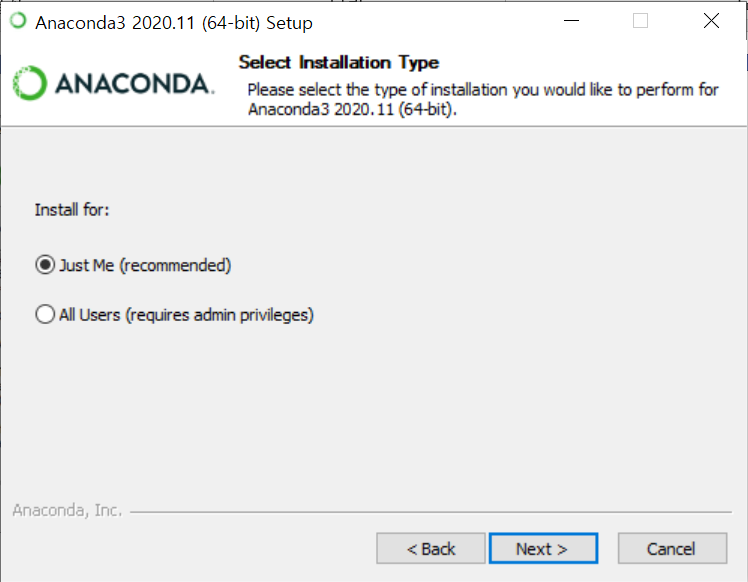 Anaconda3 2020.11 (64-bit) Setup
ANACONDA.
Select Installation Type
Please select the type of installation you would like to perform for
Anaconda3 2020.11 (64-bit).
Install for:
Just Me (recommended)
All Users (requires admin privileges)
Anaconda, Inc.
< Back
Next >
Cancel